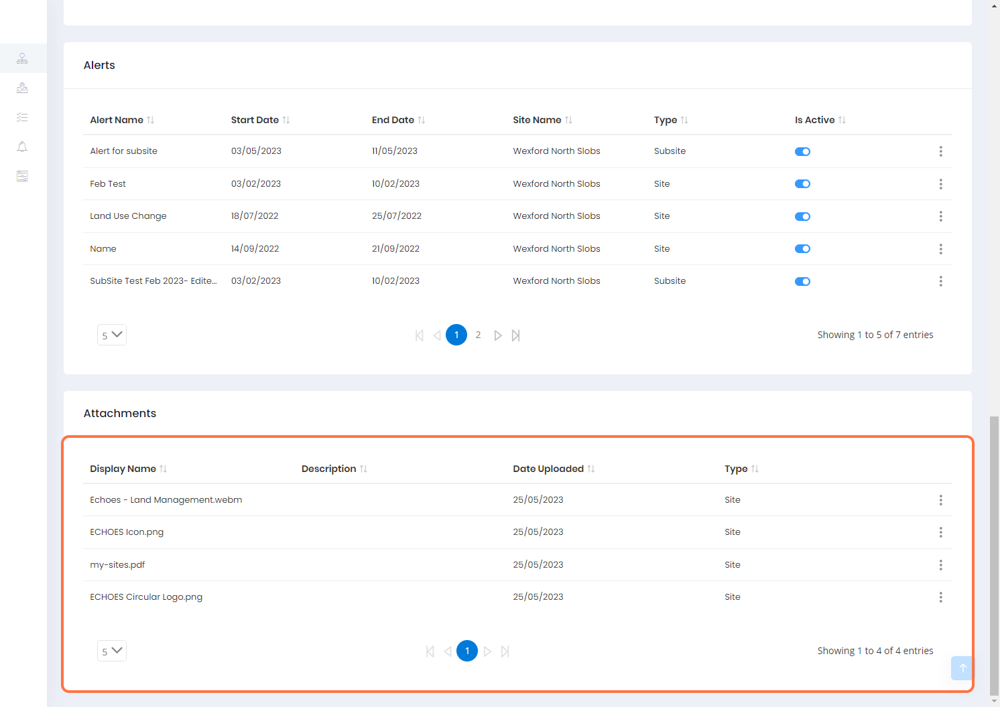 Alerts
Alert Name Start Date End Date Site Name Type Is Active
Alert for subsite 03/05/2023 11/05/2023 Wexford North Slobs Subsite
Feb Test 03/02/2023 10/02/2023 Wexford North Slobs Site
Land Use Change 18/07/2022 25/07/2022 Wexford North Slobs Site
Name 14/09/2022 21/09/2022 Wexford North Slobs Site
SubSite Test Feb 2023- Edite... 03/02/2023 10/02/2023 Wexford North Slobs Subsite
5 1 2 Showing 1 to 5 of 7 entries
Attachments
Display Name Description Date Uploaded Type
Echoes - Land Management.webm 25/05/2023 Site
ECHOES Icon.png 25/05/2023 Site
my-sites.pdf 25/05/2023 Site
ECHOES Circular Logo.png 25/05/2023 Site
5 1 Showing 1 to 4 of 4 entries